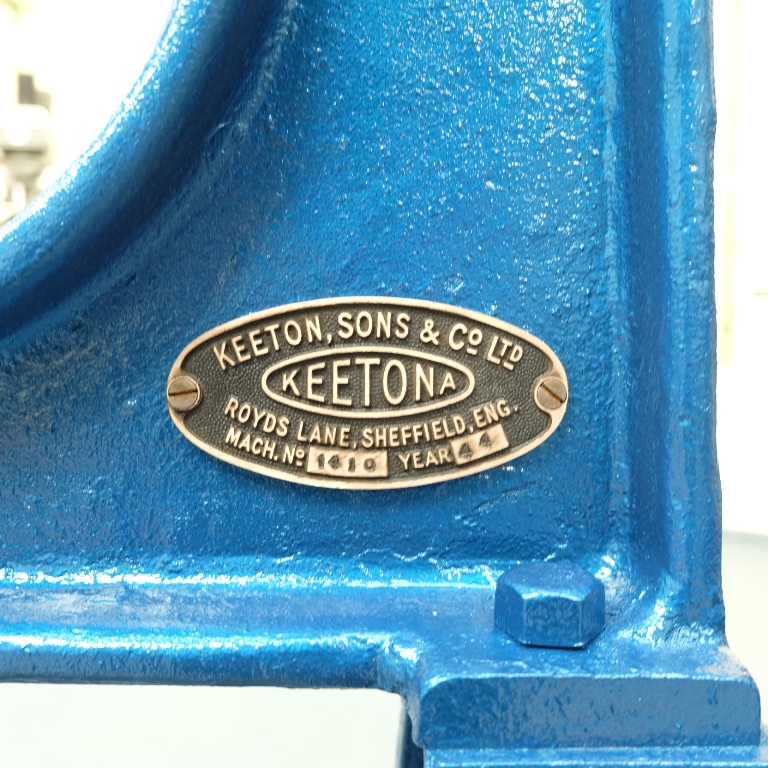 KEETON, SONS & Cº LTD
KEETONA
ROYDS LANE, SHEFFIELD, ENG.
MACH. Nº 1410 YEAR 44